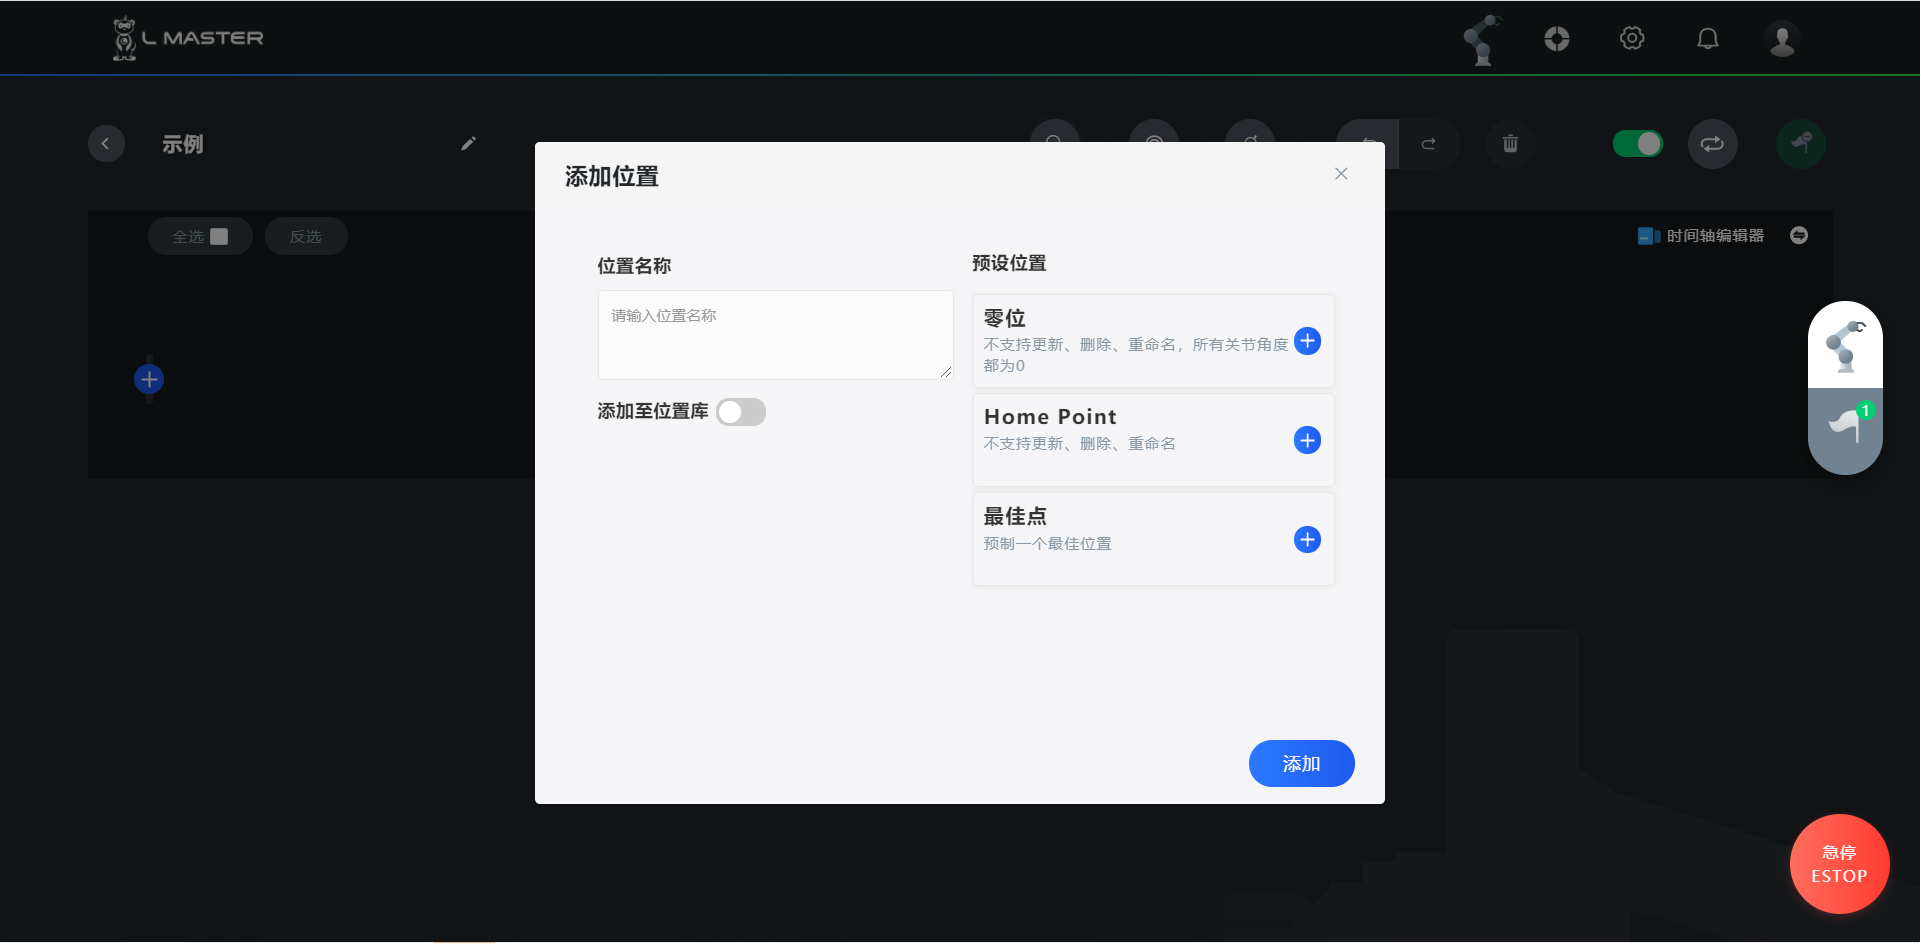 L MASTER
示例
全选
反选
时间轴编辑器
添加位置
位置名称
请输入位置名称
添加至位置库
预设位置
零位
不支持更新、删除、重命名，所有关节角度
都为0
Home Point
不支持更新、删除、重命名
最佳点
预制一个最佳位置
添加
1
急停
ESTOP